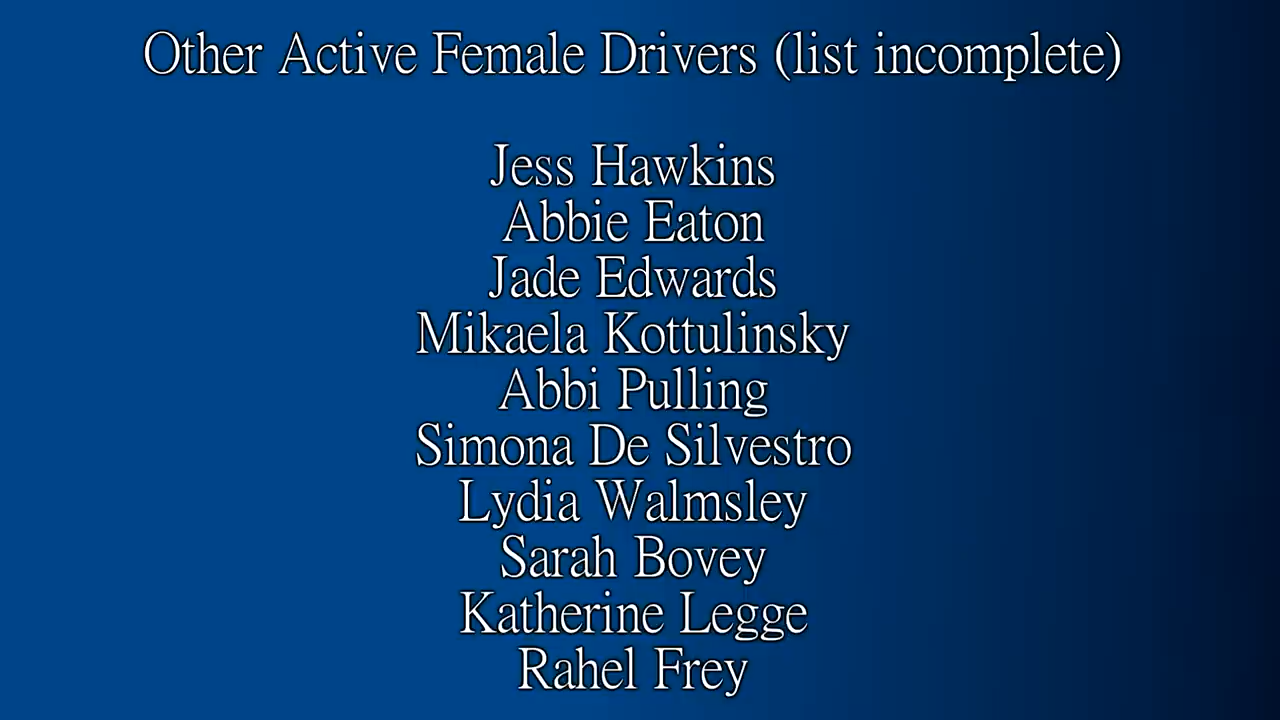 Other Active Female Drivers (list incomplete)
Jess Hawkins
Abbie Eaton
Jade Edwards
Mikaela Kottulinsky
Abbi Pulling
Simona De Silvestro
Lydia Walmsley
Sarah Bovey
Katherine Legge
Rahel Frey